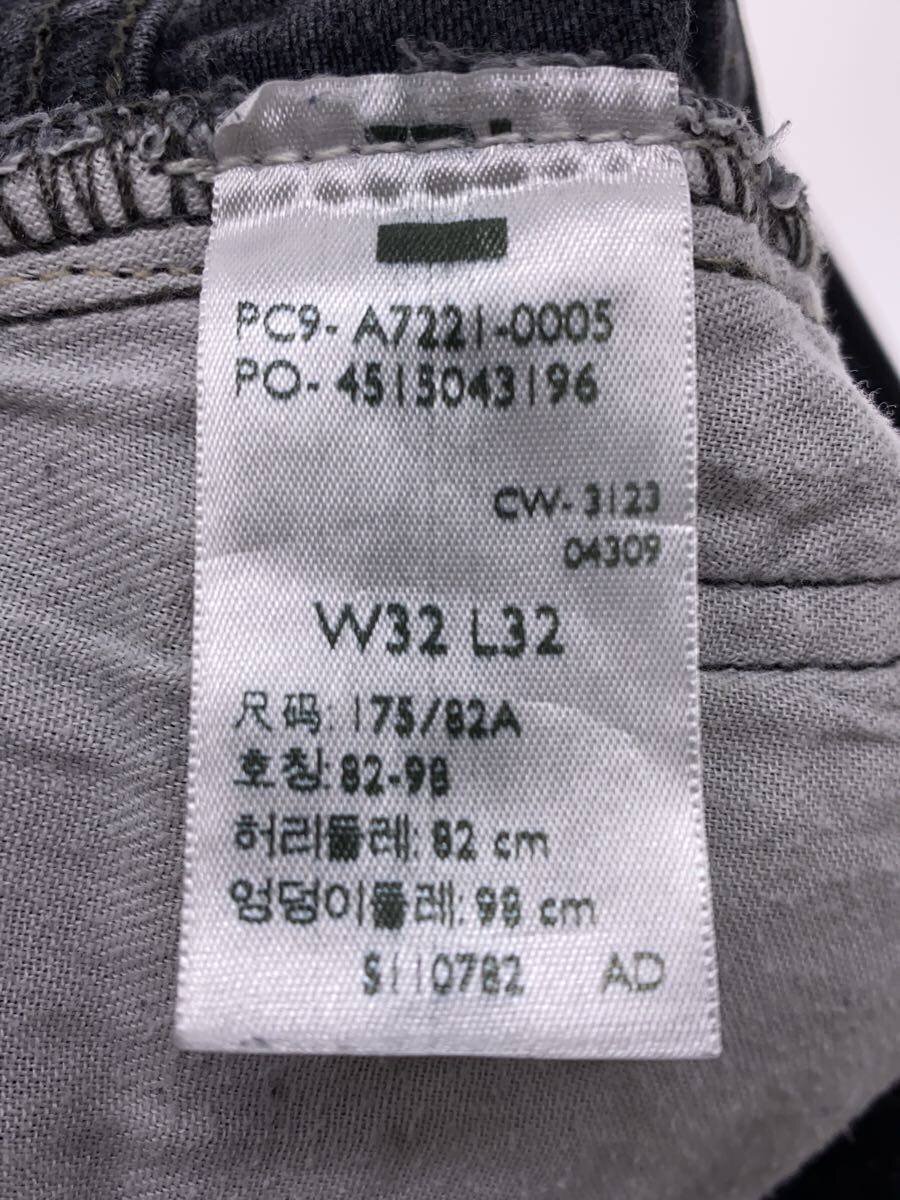 PC9- A7221-0005
PO- 4515043196
CW- 3123
04309
W32 L32
尺码: 175/82A
호칭: 82-98
허리둘레: 82 cm
엉덩이둘레: 98 cm
S110782 AD